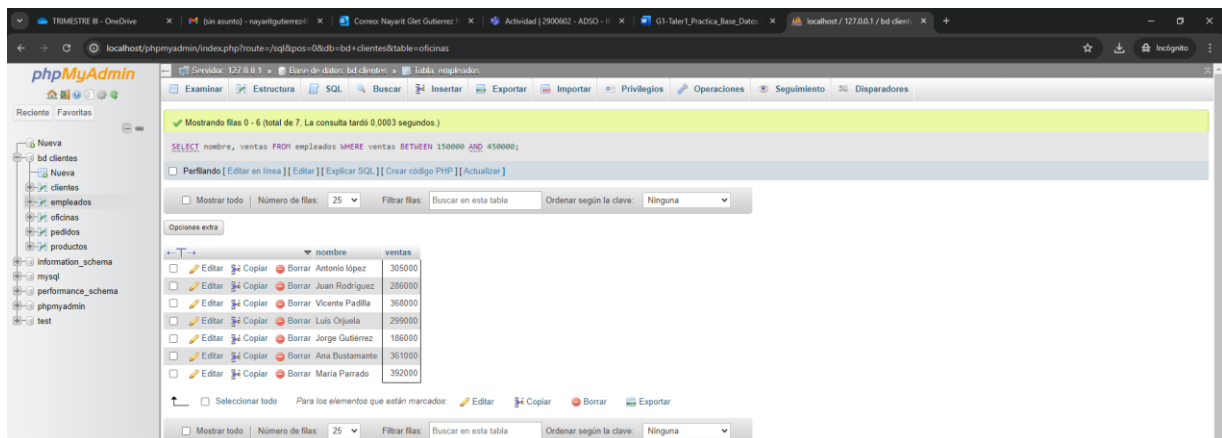 TRIMESTRE III - OneDrive
(sin asunto) - nayaritgutierrez4
Correo: Nayarit Glet Gutierrez
Actividad | 2900602 - ADSO -
G1-Taler1_Practica_Base_Datos
localhost / 127.0.0.1 / bd client
localhost/phpmyadmin/index.php?route=/sql&pos=0&db=bd+clientes&table=oficinas
Incógnito
phpMyAdmin
Reciente Favoritas
Nueva
bd clientes
Nueva
clientes
empleados
oficinas
pedidos
productos
information_schema
mysql
performance_schema
phpmyadmin
test
Servidor: 127.0.0.1 » Base de datos: bd clientes » Tabla: empleados
Examinar Estructura SQL Buscar Insertar Exportar Importar Privilegios Operaciones Seguimiento Disparadores
Mostrando filas 0 - 6 (total de 7, La consulta tardó 0,0003 segundos.)
SELECT nombre, ventas FROM empleados WHERE ventas BETWEEN 150000 AND 450000;
Perfilando [ Editar en línea ] [ Editar ] [ Explicar SQL ] [ Crear código PHP ] [ Actualizar ]
Mostrar todo | Número de filas: 25 Filtrar filas: Buscar en esta tabla Ordenar según la clave: Ninguna
Opciones extra
nombre ventas
Editar Copiar Borrar Antonio lópez 305000
Editar Copiar Borrar Juan Rodríguez 286000
Editar Copiar Borrar Vicente Padilla 368000
Editar Copiar Borrar Luis Orjuela 299000
Editar Copiar Borrar Jorge Gutiérrez 186000
Editar Copiar Borrar Ana Bustamante 361000
Editar Copiar Borrar María Parrado 392000
Seleccionar todo Para los elementos que están marcados: Editar Copiar Borrar Exportar
Mostrar todo | Número de filas: 25 Filtrar filas: Buscar en esta tabla Ordenar según la clave: Ninguna